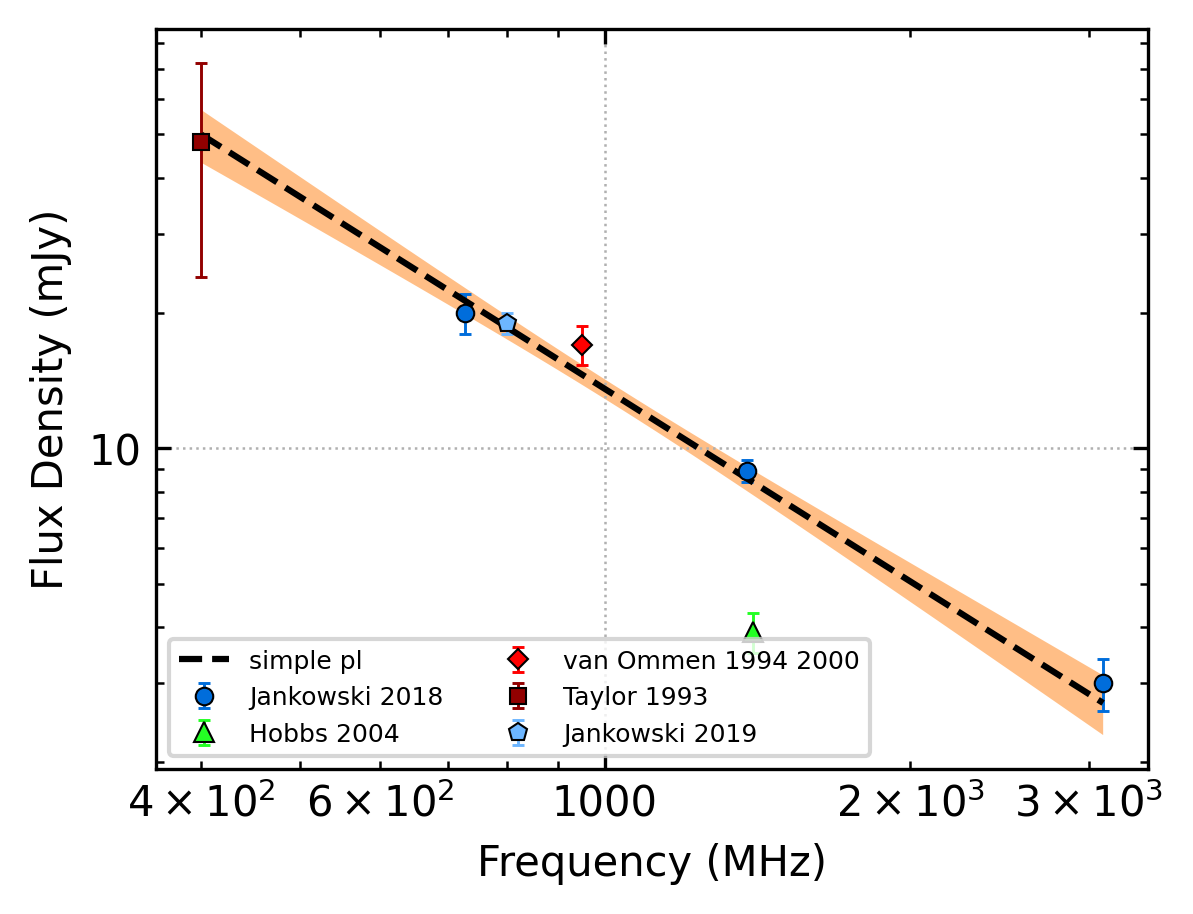 Flux Density (mJy)
10
simple pl
Jankowski 2018
Hobbs 2004
van Ommen 1994 2000
Taylor 1993
Jankowski 2019
4 × 10² 6 × 10² 1000 2 × 10³ 3 × 10³
Frequency (MHz)